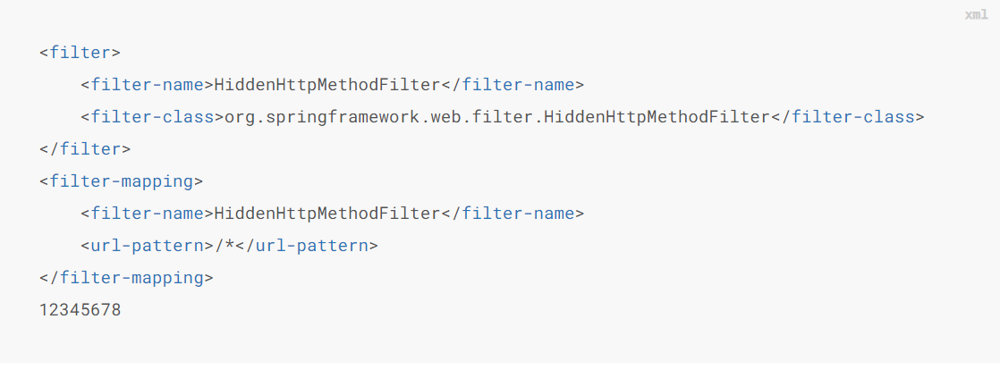 xml
<filter>
    <filter-name>HiddenHttpMethodFilter</filter-name>
    <filter-class>org.springframework.web.filter.HiddenHttpMethodFilter</filter-class>
</filter>
<filter-mapping>
    <filter-name>HiddenHttpMethodFilter</filter-name>
    <url-pattern>/*</url-pattern>
</filter-mapping>
12345678